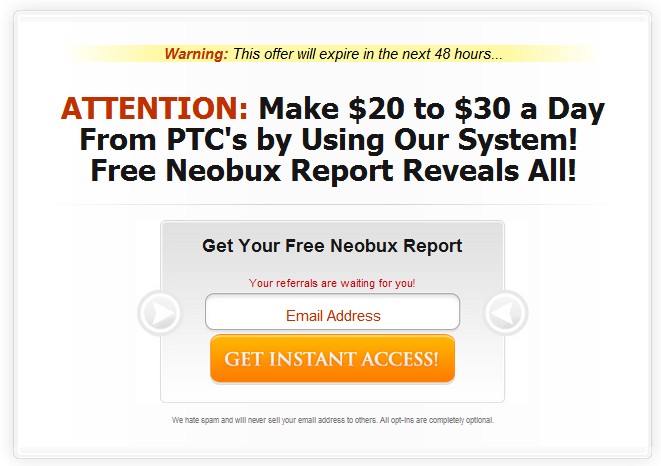 Warning: This offer will expire in the next 48 hours...
ATTENTION: Make $20 to $30 a Day
From PTC's by Using Our System!
Free Neobux Report Reveals All!
Get Your Free Neobux Report
Your referrals are waiting for you!
Email Address
GET INSTANT ACCESS!
We hate spam and will never sell your email address to others. All opt-ins are completely optional.